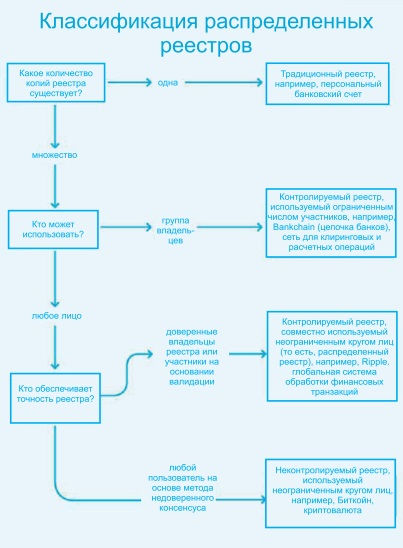 Классификация распределенных
реестров
Какое количество
копий реестра
существует?
одна
Традиционный реестр,
например, персональный
банковский счет
множество
Кто может
использовать?
группа
владель-
цев
Контролируемый реестр,
используемый ограниченным
числом участников, например,
Bankchain (цепочка банков),
сеть для клиринговых и
расчетных операций
любое лицо
Кто обеспечивает
точность реестра?
доверенные
владельцы
реестра или
участники на
основании
валидации
Контролируемый реестр,
совместно используемый
неограниченным кругом лиц
(то есть, распределенный
реестр), например, Ripple.
глобальная система
обработки финансовых
транзакций
любой
пользователь на
основе метода
недоверенного
консенсуса
Неконтролируемый реестр,
используемый
неограниченным кругом лиц,
например, Биткойн,
криптовалюта